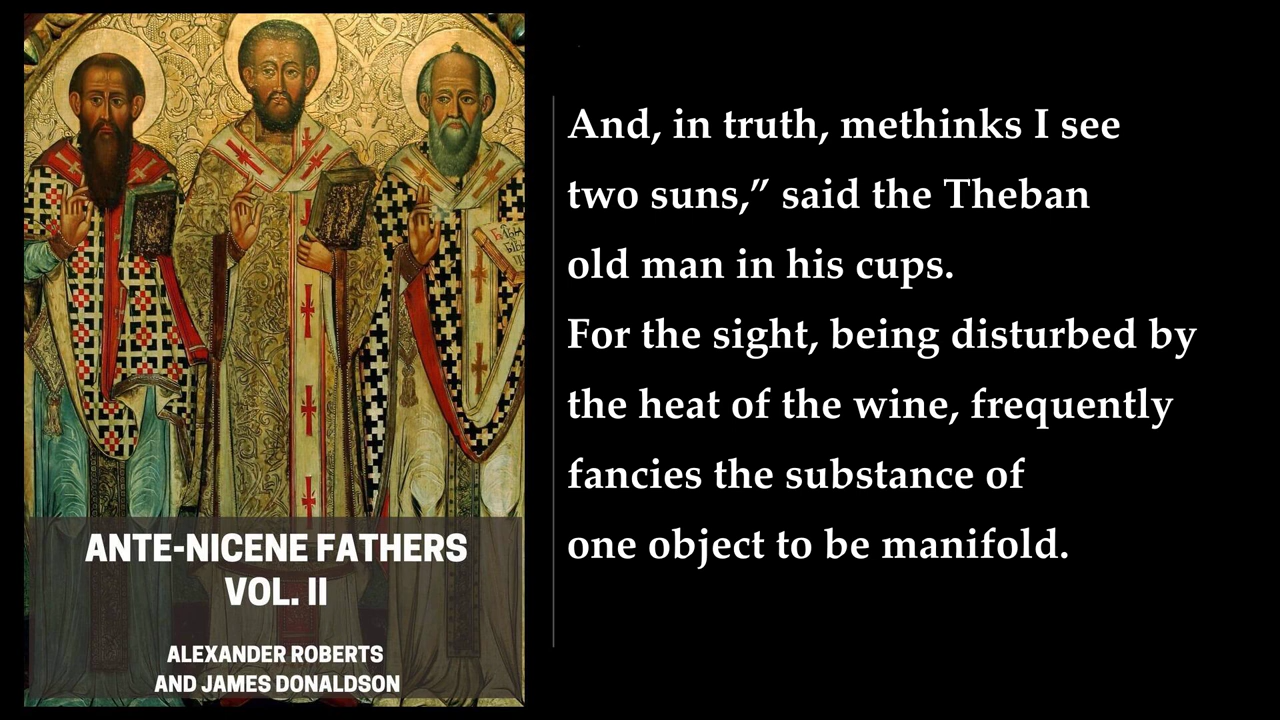 And, in truth, methinks I see
two suns,” said the Theban
old man in his cups.
For the sight, being disturbed by
the heat of the wine, frequently
fancies the substance of
one object to be manifold.
ANTE-NICENE FATHERS
VOL. II
ALEXANDER ROBERTS
AND JAMES DONALDSON